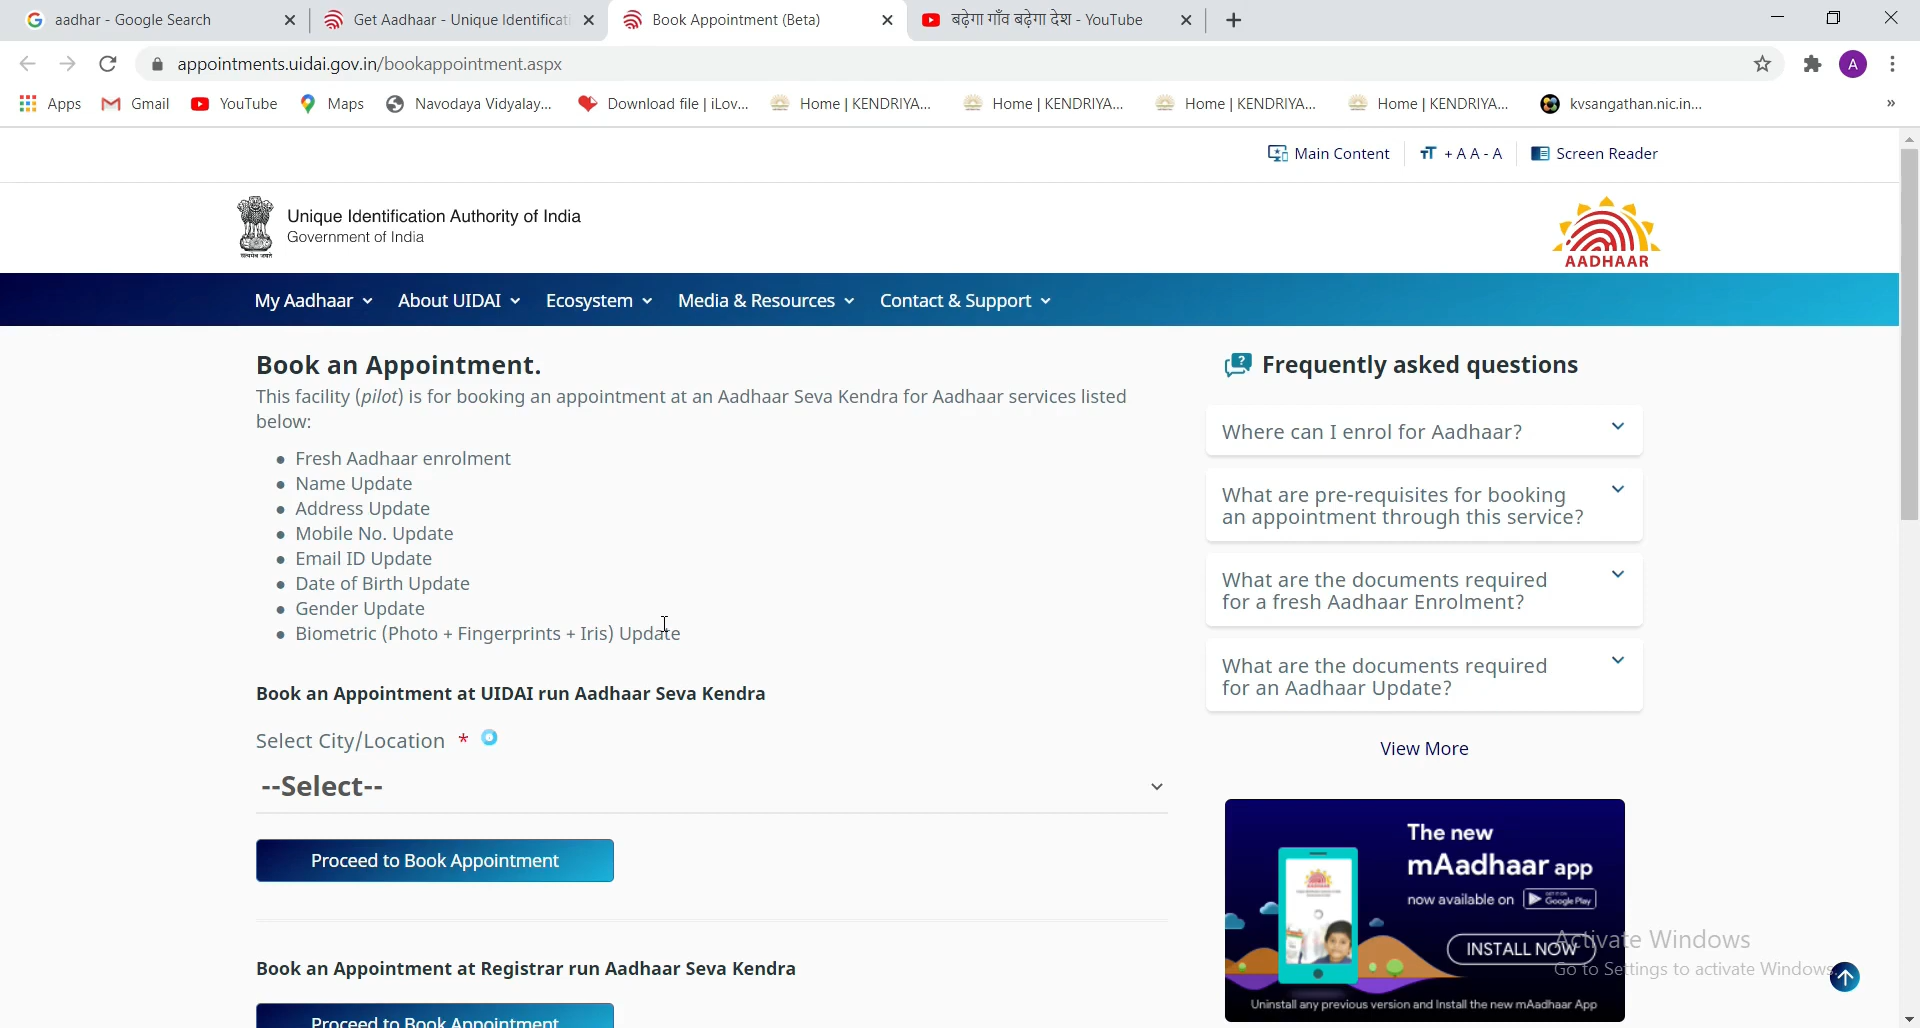 aadhar - Google Search
Get Aadhaar - Unique Identificati
Book Appointment (Beta)
बढ़ेगा गाँव बढ़ेगा देश - YouTube
appointments.uidai.gov.in/bookappointment.aspx
A
Apps
Gmail
YouTube
Maps
Navodaya Vidyalay...
Download file | iLov...
Home | KENDRIYA...
Home | KENDRIYA...
Home | KENDRIYA...
Home | KENDRIYA...
kvsangathan.nic.in...
»
Main Content
+ A A - A
Screen Reader
Unique Identification Authority of India
Government of India
सत्यमेव जयते
AADHAAR
My Aadhaar
About UIDAI
Ecosystem
Media & Resources
Contact & Support
Book an Appointment.
This facility (pilot) is for booking an appointment at an Aadhaar Seva Kendra for Aadhaar services listed
below:
• Fresh Aadhaar enrolment
• Name Update
• Address Update
• Mobile No. Update
• Email ID Update
• Date of Birth Update
• Gender Update
• Biometric (Photo + Fingerprints + Iris) Update
Book an Appointment at UIDAI run Aadhaar Seva Kendra
Select City/Location *
--Select--
Proceed to Book Appointment
Book an Appointment at Registrar run Aadhaar Seva Kendra
Proceed to Book Appointment
Frequently asked questions
Where can I enrol for Aadhaar?
What are pre-requisites for booking
an appointment through this service?
What are the documents required
for a fresh Aadhaar Enrolment?
What are the documents required
for an Aadhaar Update?
View More
The new
mAadhaar app
now available on
GET IT ON
Google Play
INSTALL NOW
Uninstall any previous version and Install the new mAadhaar App
Activate Windows
Go to Settings to activate Windows.